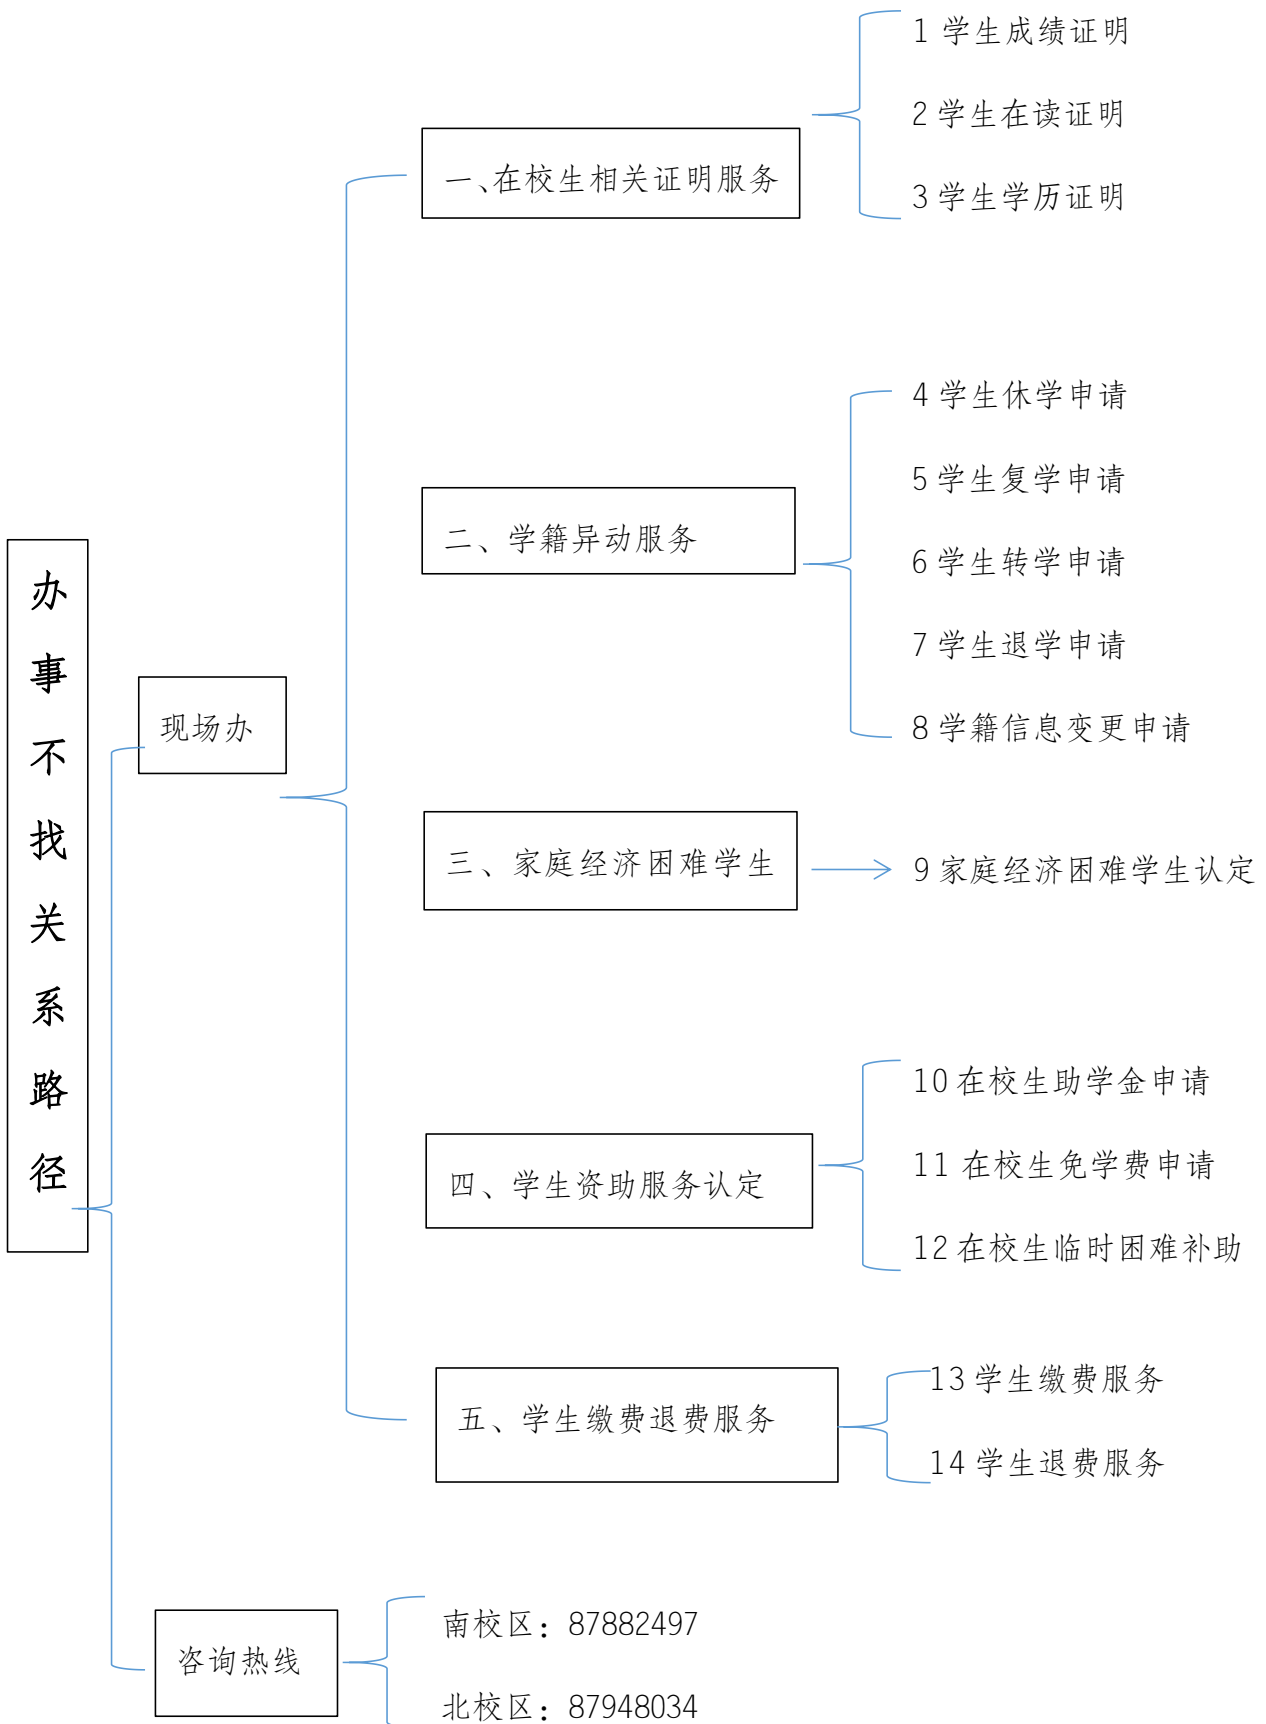 办事不找关系路径
现场办
一、在校生相关证明服务
1 学生成绩证明
2 学生在读证明
3 学生学历证明
二、学籍异动服务
4 学生休学申请
5 学生复学申请
6 学生转学申请
7 学生退学申请
8 学籍信息变更申请
三、家庭经济困难学生
9 家庭经济困难学生认定
四、学生资助服务认定
10 在校生助学金申请
11 在校生免学费申请
12 在校生临时困难补助
五、学生缴费退费服务
13 学生缴费服务
14 学生退费服务
咨询热线
南校区：87882497
北校区：87948034